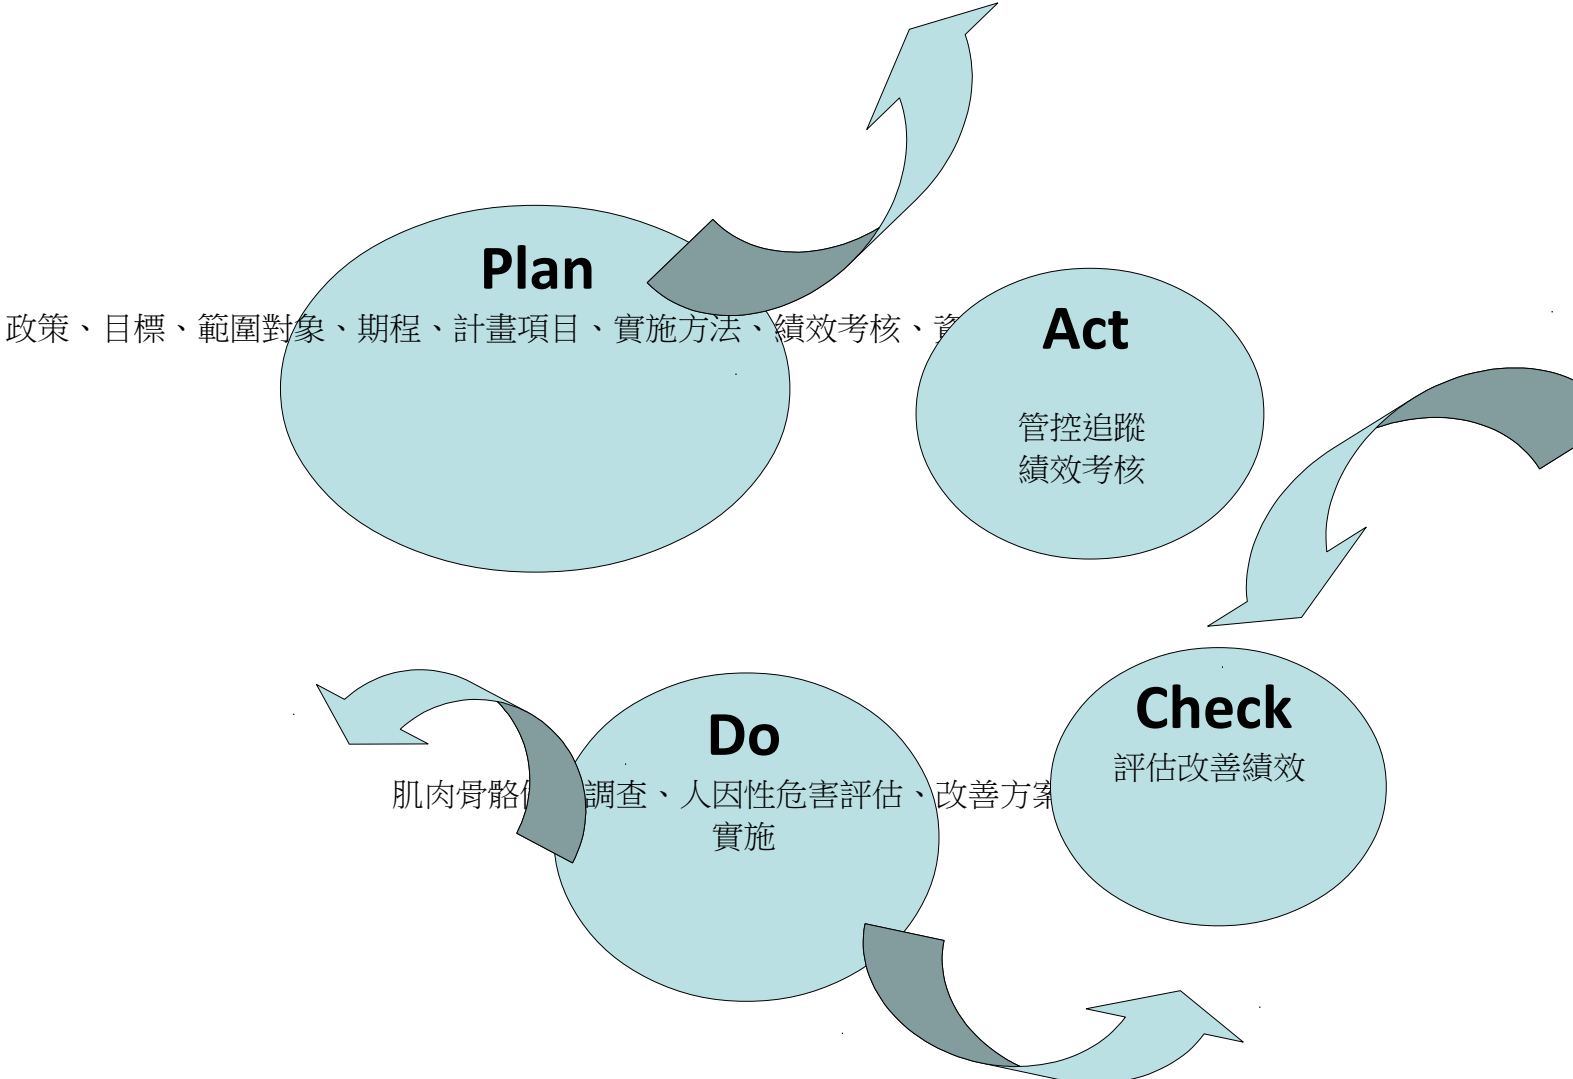 Plan
政策、目標、範圍對象、期程、計畫項目、實施方法、績效考核、
Act
管控追蹤
績效考核
Check
評估改善績效
Do
肌肉骨骼 調查、人因性危害評估、改善方案
實施